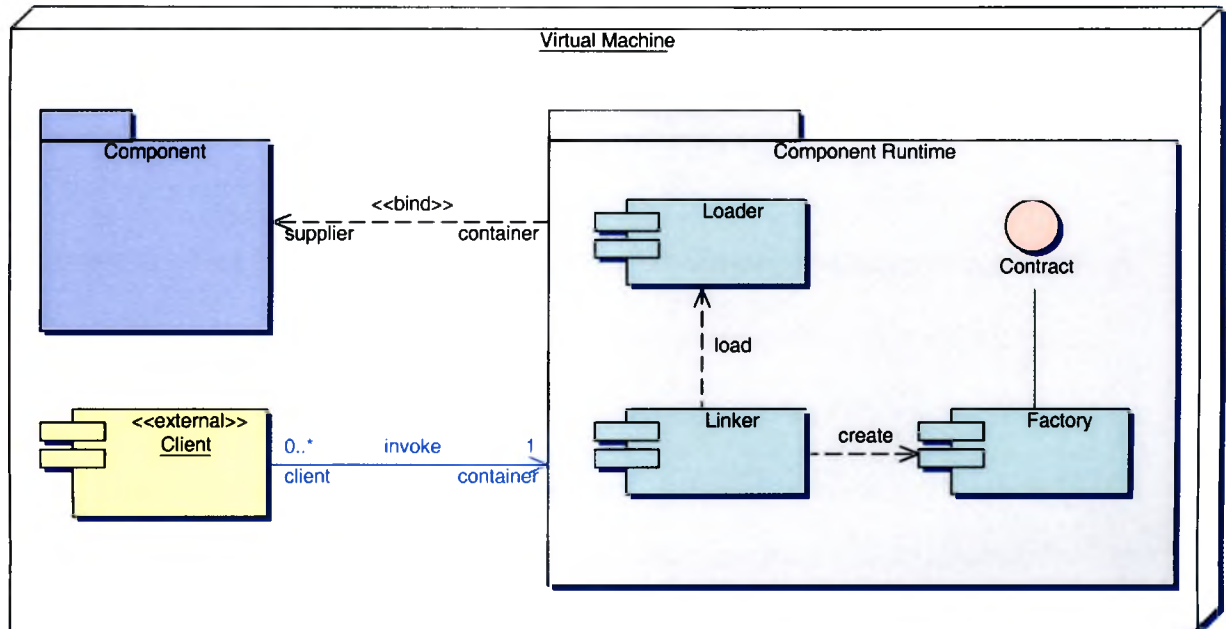 Virtual Machine
Component
Component Runtime
<<bind>>
supplier
container
Loader
Contract
load
<<external>>
Client
0..*
invoke
1
client
container
Linker
create
Factory